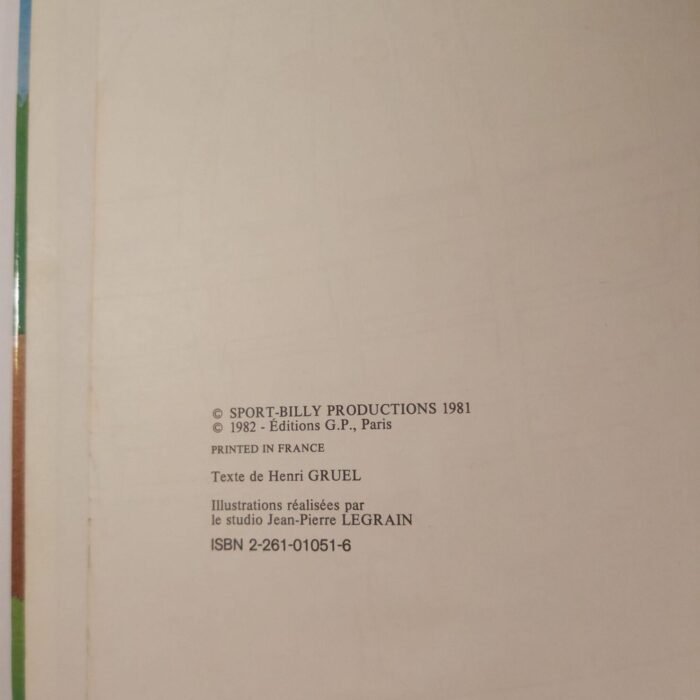 © SPORT-BILLY PRODUCTIONS 1981
© 1982 - Éditions G.P., Paris
PRINTED IN FRANCE
Texte de Henri GRUEL
Illustrations réalisées par
le studio Jean-Pierre LEGRAIN
ISBN 2-261-01051-6